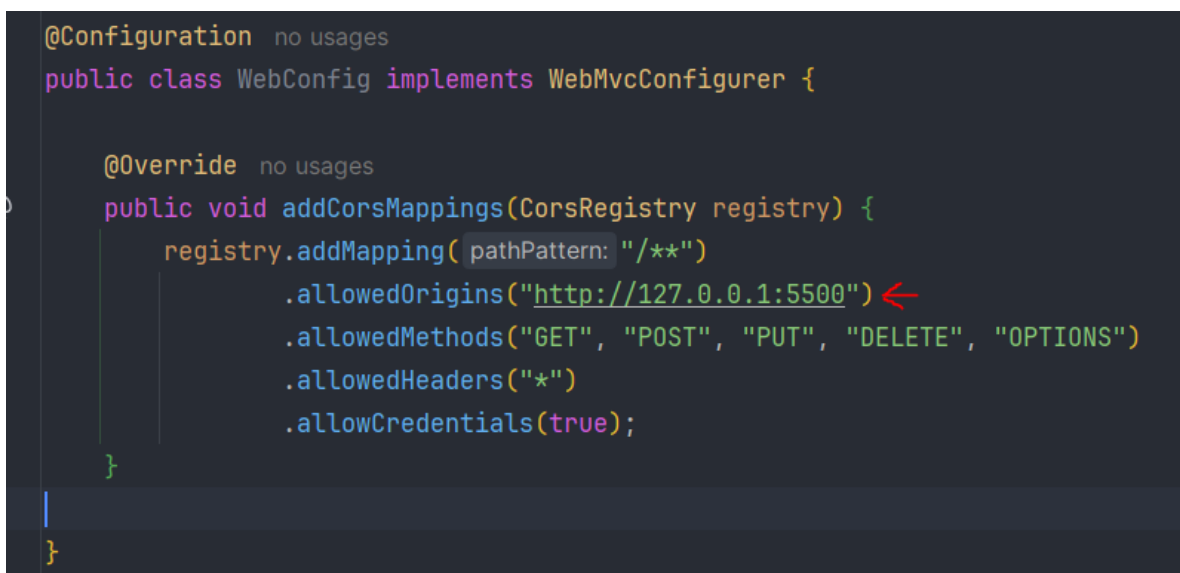 @Configuration no usages
public class WebConfig implements WebMvcConfigurer {
@Override no usages
public void addCorsMappings(CorsRegistry registry) {
registry.addMapping( pathPattern: "/**")
.allowedOrigins("http://127.0.0.1:5500")
.allowedMethods("GET", "POST", "PUT", "DELETE", "OPTIONS")
.allowedHeaders("*")
.allowCredentials(true);
}
}